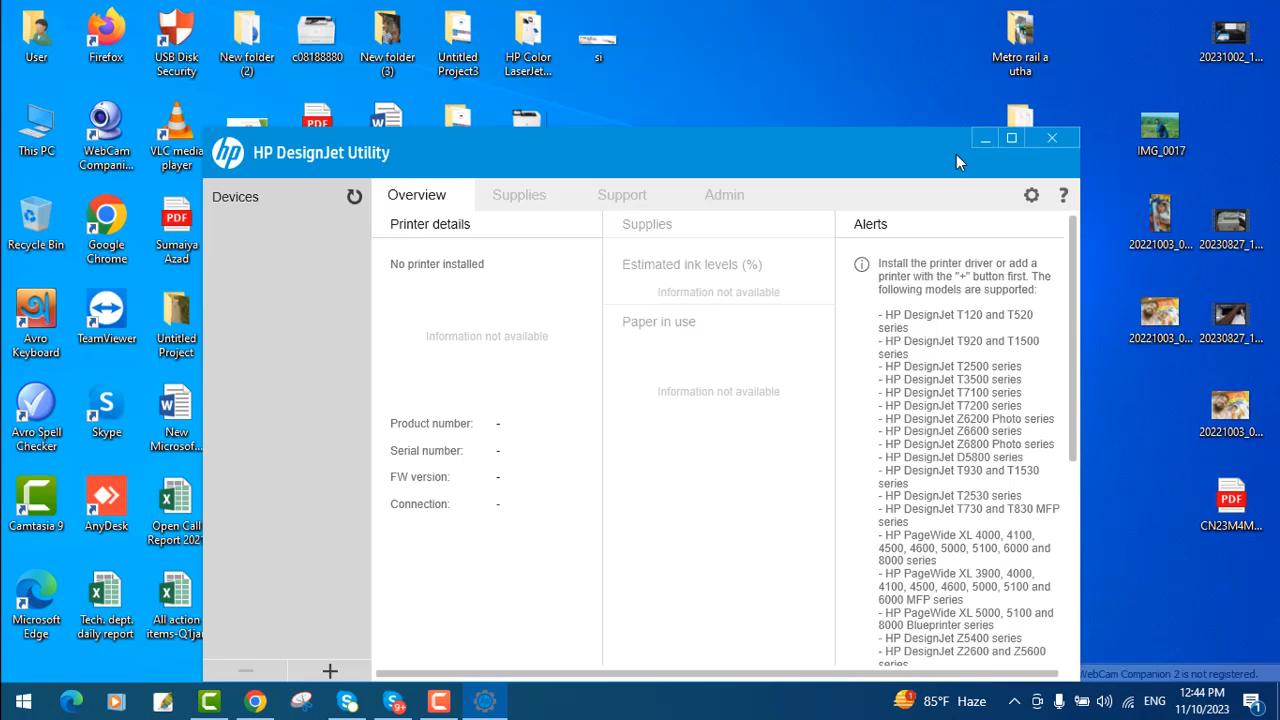 User
Firefox
USB Disk
Security
New folder
(2)
c08188880
New folder
(3)
Untitled
Project3
HP Color
LaserJet...
si
Metro rail a
utha
20231002_1...
This PC
WebCam
Compani...
VLC media
player
PDF
IMG_0017
hp HP DesignJet Utility
Devices
Overview
Supplies
Support
Admin
?
Recycle Bin
Google
Chrome
PDF
Sumaiya
Azad
20221003_0...
20230827_1...
Printer details
No printer installed
Information not available
Product number: -
Serial number: -
FW version: -
Connection: -
Supplies
Estimated ink levels (%)
Information not available
Paper in use
Information not available
Alerts
Install the printer driver or add a
printer with the "+" button first. The
following models are supported:
- HP DesignJet T120 and T520
series
- HP DesignJet T920 and T1500
series
- HP DesignJet T2500 series
- HP DesignJet T3500 series
- HP DesignJet T7100 series
- HP DesignJet T7200 series
- HP DesignJet Z6200 Photo series
- HP DesignJet Z6600 series
- HP DesignJet Z6800 Photo series
- HP DesignJet D5800 series
- HP DesignJet T930 and T1530
series
- HP DesignJet T2530 series
- HP DesignJet T730 and T830 MFP
series
- HP PageWide XL 4000, 4100,
4500, 4600, 5000, 5100, 6000 and
8000 series
- HP PageWide XL 3900, 4000,
4100, 4500, 4600, 5000, 5100 and
6000 MFP series
- HP PageWide XL 5000, 5100 and
8000 Blueprinter series
- HP DesignJet Z5400 series
- HP DesignJet Z2600 and Z5600
series
Avro
Keyboard
TeamViewer
Untitled
Project
20221003_0...
20230827_1...
Avro Spell
Checker
Skype
New
Microsof...
20221003_0...
Camtasia 9
AnyDesk
Open Call
Report 2021
PDF
CN23M4M...
Microsoft
Edge
Tech. dept.
daily report
All action
items-Q1jan
WebCam Companion 2 is not registered.
9+
1
85°F Haze
ENG
12:44 PM
11/10/2023
1